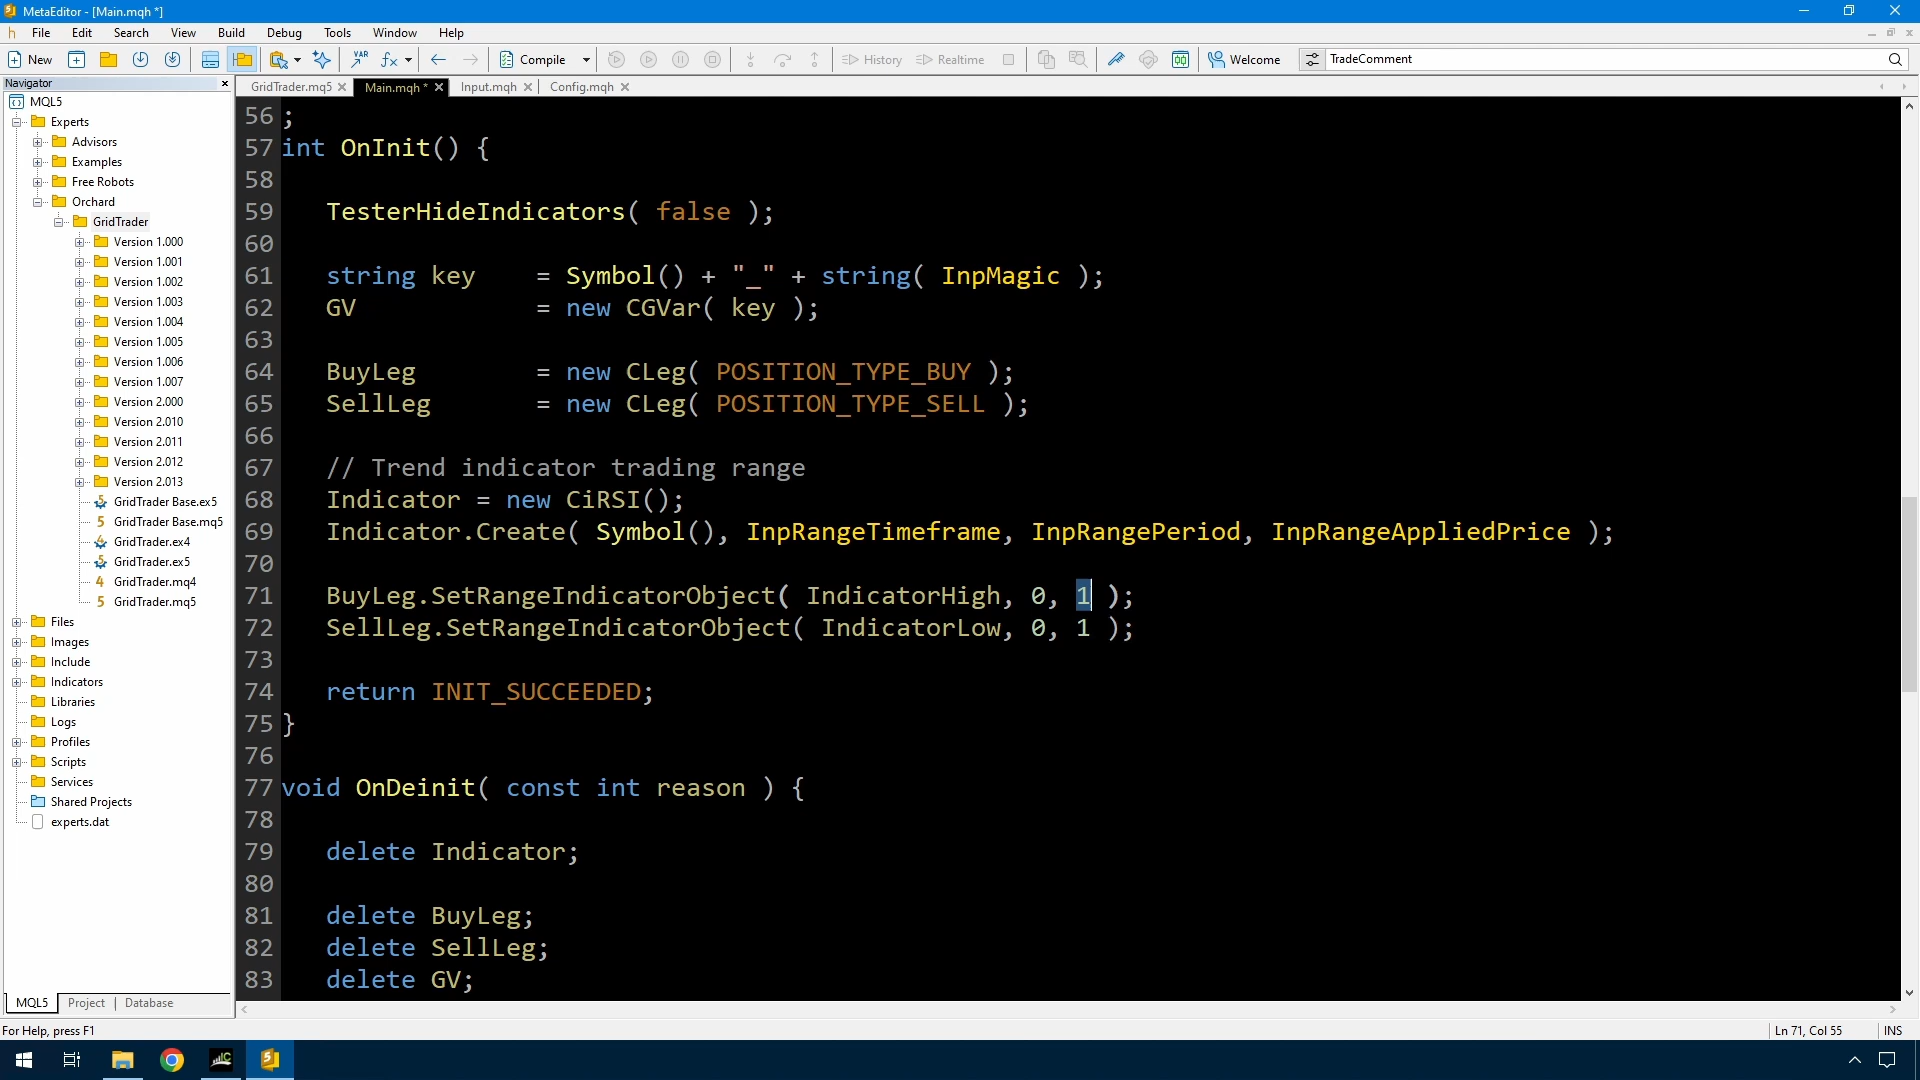 MetaEditor - [Main.mqh *]
File Edit Search View Build Debug Tools Window Help
New VAR fx Compile History Realtime Welcome TradeComment
Navigator
GridTrader.mq5 Main.mqh * Input.mqh Config.mqh
MQL5
Experts
Advisors
Examples
Free Robots
Orchard
GridTrader
Version 1.000
Version 1.001
Version 1.002
Version 1.003
Version 1.004
Version 1.005
Version 1.006
Version 1.007
Version 2.000
Version 2.010
Version 2.011
Version 2.012
Version 2.013
GridTrader Base.ex5
GridTrader Base.mq5
GridTrader.ex4
GridTrader.ex5
GridTrader.mq4
GridTrader.mq5
Files
Images
Include
Indicators
Libraries
Logs
Profiles
Scripts
Services
Shared Projects
experts.dat
MQL5 Project Database
56 ;
57 int OnInit() {
58
59 TesterHideIndicators( false );
60
61 string key = Symbol() + "_" + string( InpMagic );
62 GV = new CGVar( key );
63
64 BuyLeg = new CLeg( POSITION_TYPE_BUY );
65 SellLeg = new CLeg( POSITION_TYPE_SELL );
66
67 // Trend indicator trading range
68 Indicator = new CiRSI();
69 Indicator.Create( Symbol(), InpRangeTimeframe, InpRangePeriod, InpRangeAppliedPrice );
70
71 BuyLeg.SetRangeIndicatorObject( IndicatorHigh, 0, 1 );
72 SellLeg.SetRangeIndicatorObject( IndicatorLow, 0, 1 );
73
74 return INIT_SUCCEEDED;
75 }
76
77 void OnDeinit( const int reason ) {
78
79 delete Indicator;
80
81 delete BuyLeg;
82 delete SellLeg;
83 delete GV;
For Help, press F1
Ln 71, Col 55 INS